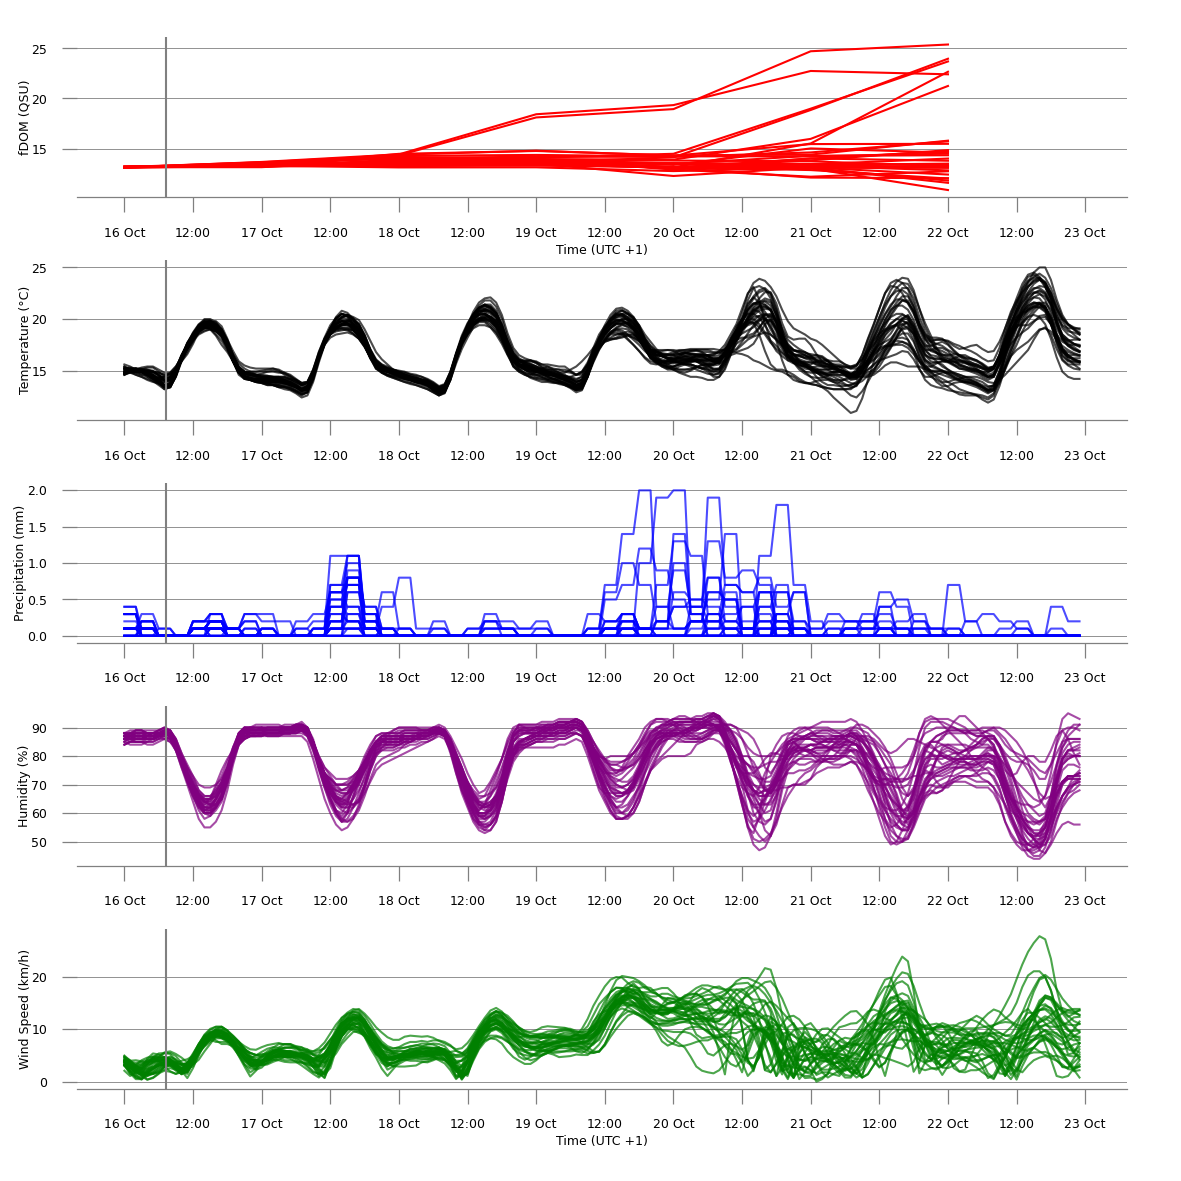 25
20
15
fDOM (QSU)
16 Oct 12:00 17 Oct 12:00 18 Oct 12:00 19 Oct 12:00 20 Oct 12:00 21 Oct 12:00 22 Oct 12:00 23 Oct
Time (UTC +1)
25
20
15
Temperature (°C)
16 Oct 12:00 17 Oct 12:00 18 Oct 12:00 19 Oct 12:00 20 Oct 12:00 21 Oct 12:00 22 Oct 12:00 23 Oct
2.0
1.5
1.0
0.5
0.0
Precipitation (mm)
16 Oct 12:00 17 Oct 12:00 18 Oct 12:00 19 Oct 12:00 20 Oct 12:00 21 Oct 12:00 22 Oct 12:00 23 Oct
90
80
70
60
50
Humidity (%)
16 Oct 12:00 17 Oct 12:00 18 Oct 12:00 19 Oct 12:00 20 Oct 12:00 21 Oct 12:00 22 Oct 12:00 23 Oct
20
10
0
Wind Speed (km/h)
16 Oct 12:00 17 Oct 12:00 18 Oct 12:00 19 Oct 12:00 20 Oct 12:00 21 Oct 12:00 22 Oct 12:00 23 Oct
Time (UTC +1)